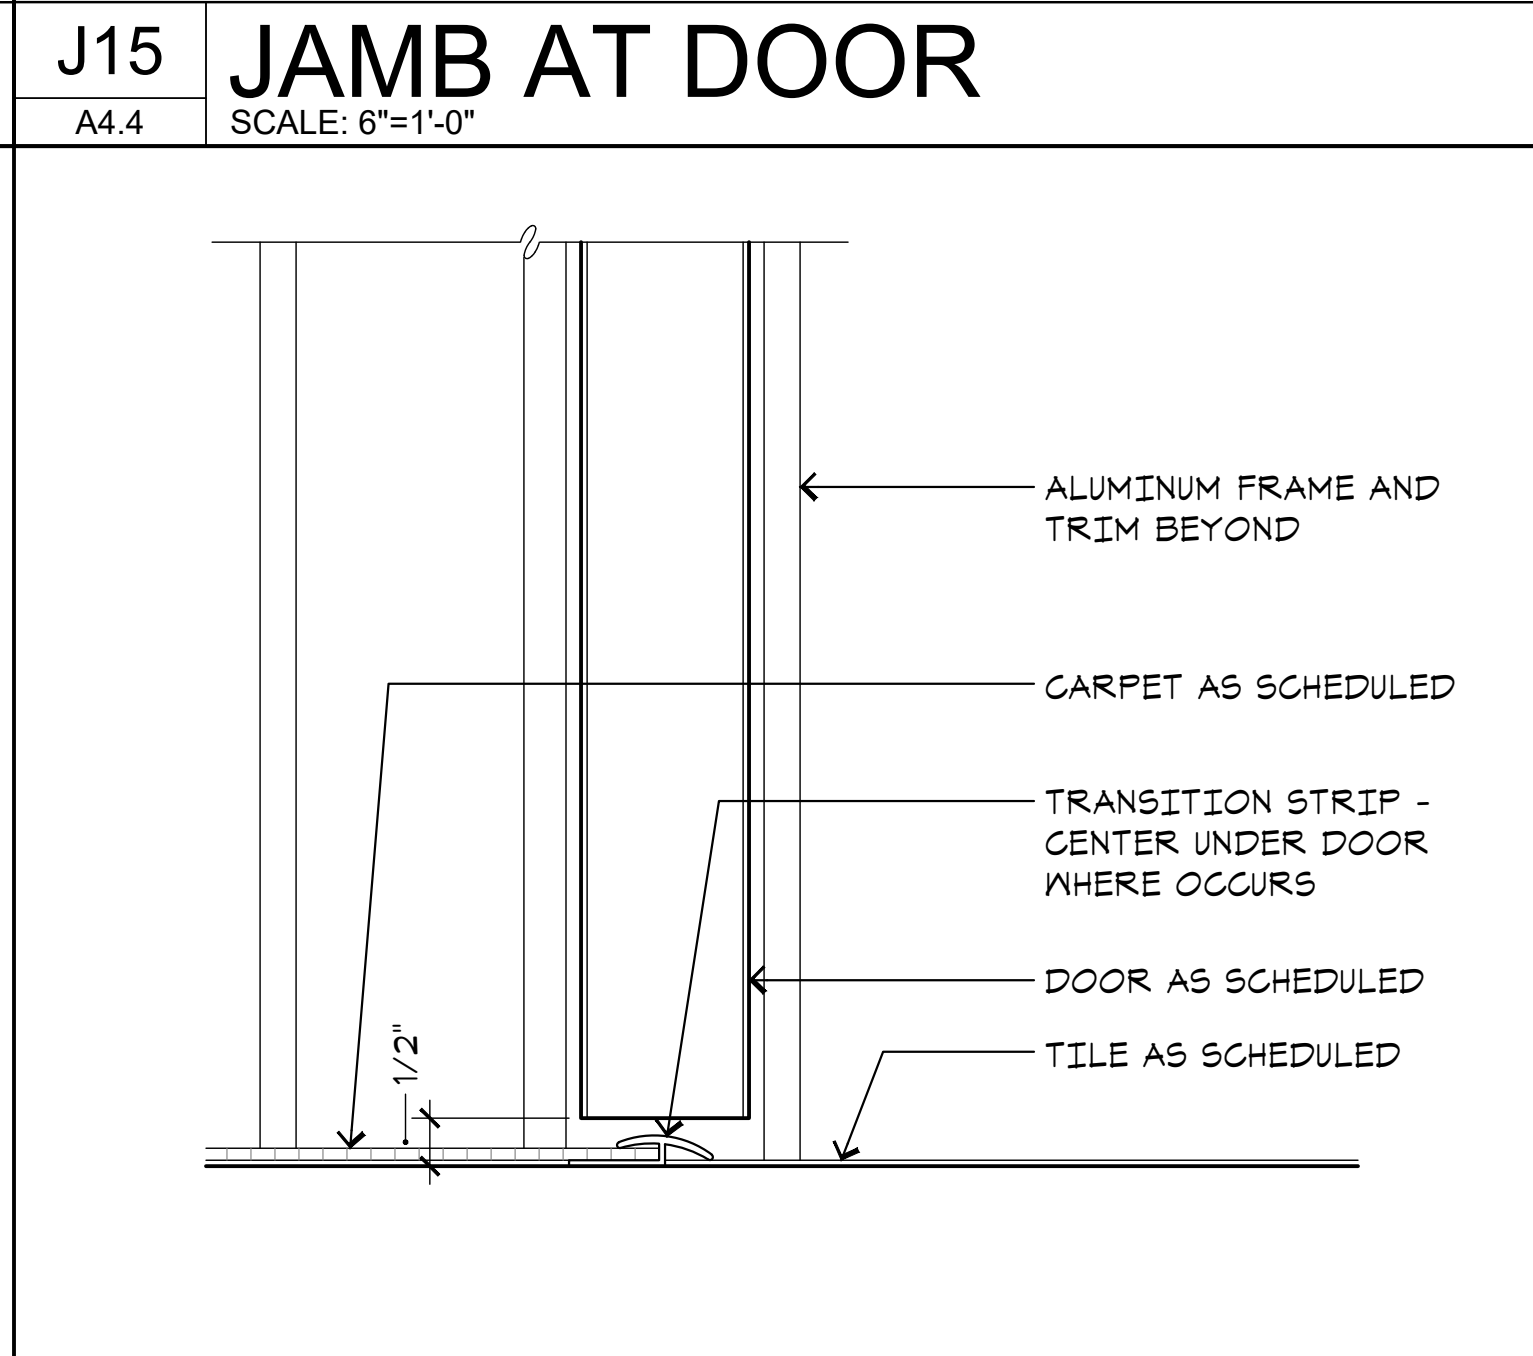 J15
JAMB AT DOOR
A4.4
SCALE: 6"=1'-0"
ALUMINUM FRAME AND
TRIM BEYOND
CARPET AS SCHEDULED
TRANSITION STRIP -
CENTER UNDER DOOR
WHERE OCCURS
DOOR AS SCHEDULED
1/2"
TILE AS SCHEDULED